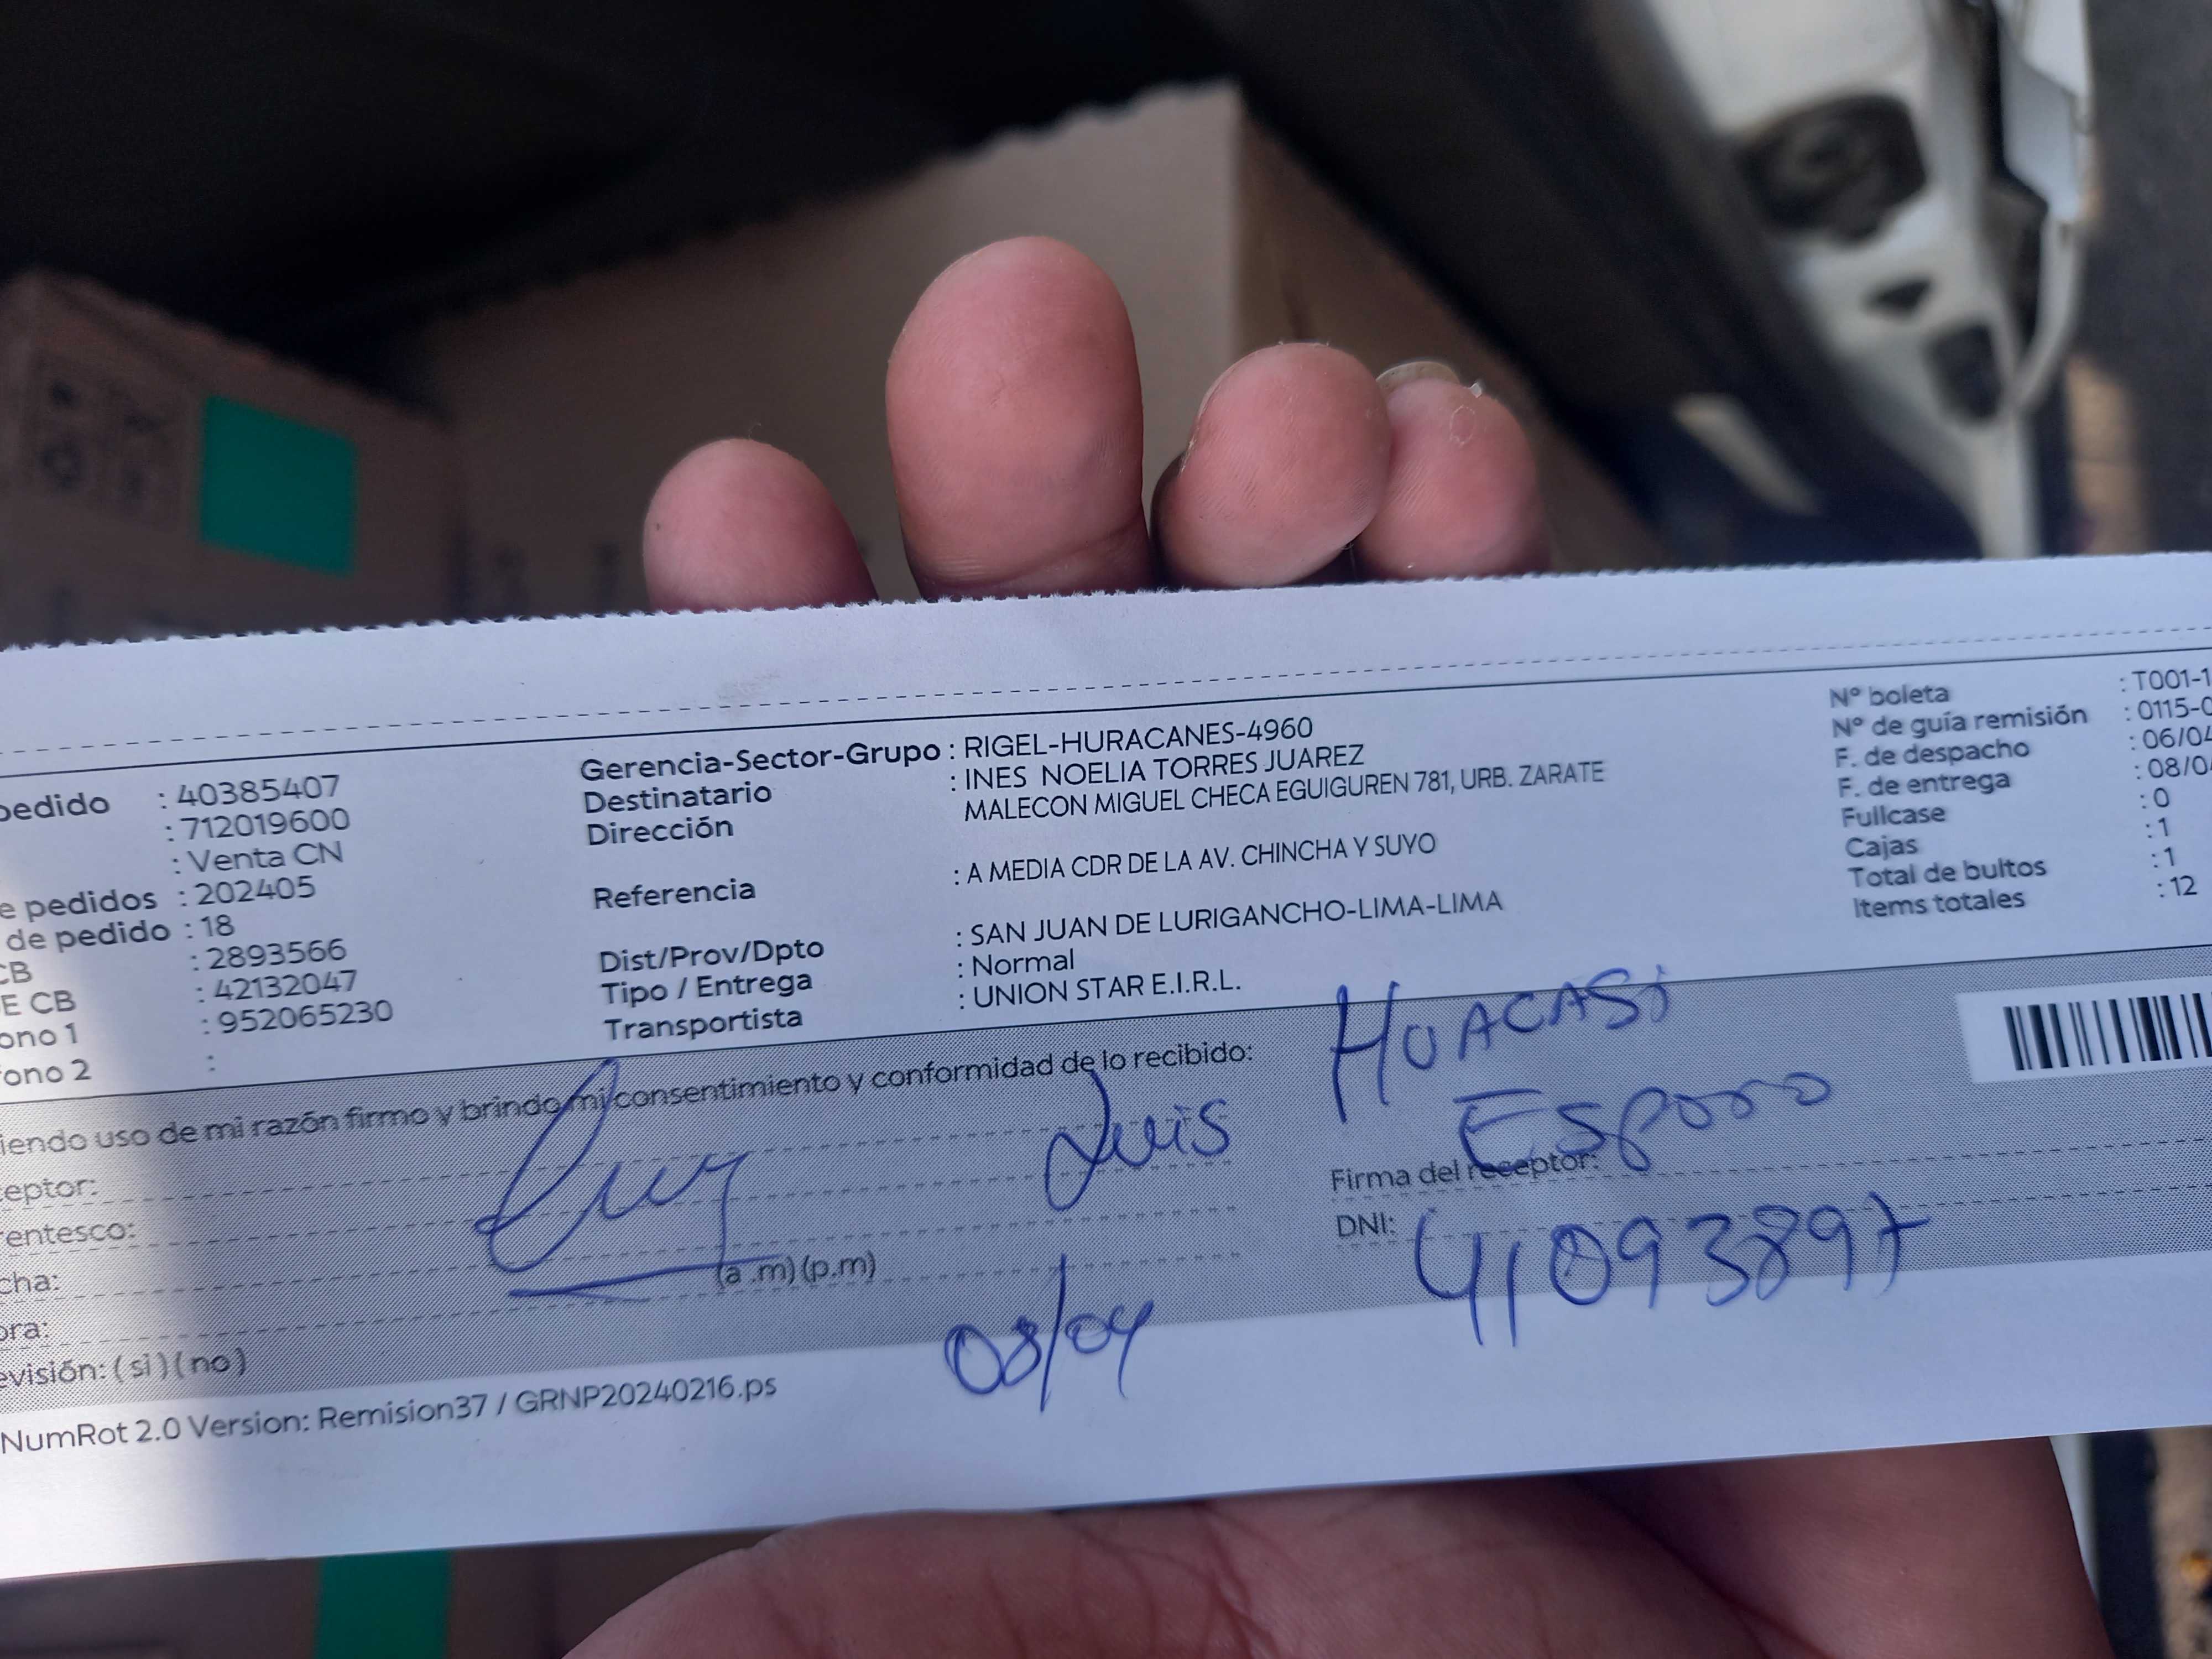 pedido : 40385407
: 712019600
: Venta CN
e pedidos : 202405
de pedido : 18
CB : 2893566
E CB : 42132047
ono 1 : 952065230
ono 2 :
Gerencia-Sector-Grupo : RIGEL-HURACANES-4960
Destinatario : INES NOELIA TORRES JUAREZ
Dirección MALECON MIGUEL CHECA EGUIGUREN 781, URB. ZARATE
Referencia : A MEDIA CDR DE LA AV. CHINCHA Y SUYO
Dist/Prov/Dpto : SAN JUAN DE LURIGANCHO-LIMA-LIMA
Tipo / Entrega : Normal
Transportista : UNION STAR E.I.R.L.
Nº boleta : T001-1
Nº de guía remisión : 0115-0
F. de despacho : 06/04
F. de entrega : 08/04
Fullcase : 0
Cajas : 1
Total de bultos : 1
Items totales : 12
iendo uso de mi razón firmo y brindo mi consentimiento y conformidad de lo recibido:
HUACASi
Esposo
Luis
eptor:
Firma del receptor:
entesco:
DNI: 41093897
cha:
(a .m) (p.m)
08/04
ora:
evisión: (si) (no)
NumRot 2.0 Version: Remision37 / GRNP20240216.ps